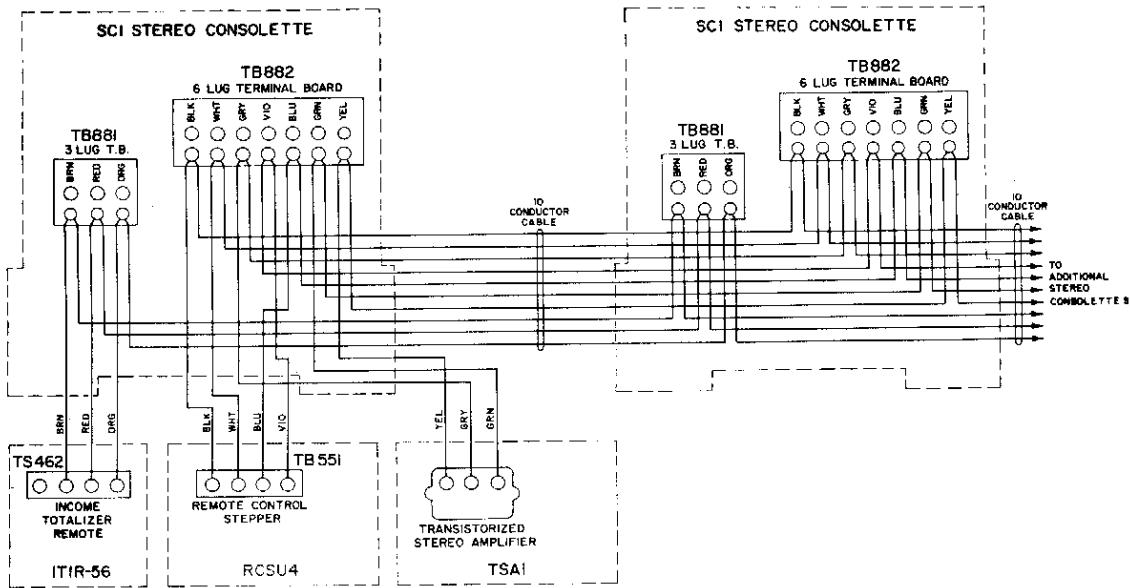 SCI STEREO CONSOLETTE
TB882
6 LUG TERMINAL BOARD
BLK
WHT
GRY
VIO
BLU
GRN
YEL
TB881
3 LUG T.B.
BRN
RED
ORG
SCI STEREO CONSOLETTE
TB882
6 LUG TERMINAL BOARD
BLK
WHT
GRY
VIO
BLU
GRN
YEL
TB881
3 LUG T.B.
BRN
RED
ORG
10
CONDUCTOR
CABLE
10
CONDUCTOR
CABLE
TO
ADDITIONAL
STEREO
CONSOLETTES
BRN
RED
ORG
BLK
WHT
BLU
VIO
YEL
GRY
GRN
TS462
INCOME
TOTALIZER
REMOTE
ITIR-56
TB551
REMOTE CONTROL
STEPPER
RCSU4
TRANSISTORIZED
STEREO AMPLIFIER
TSA1